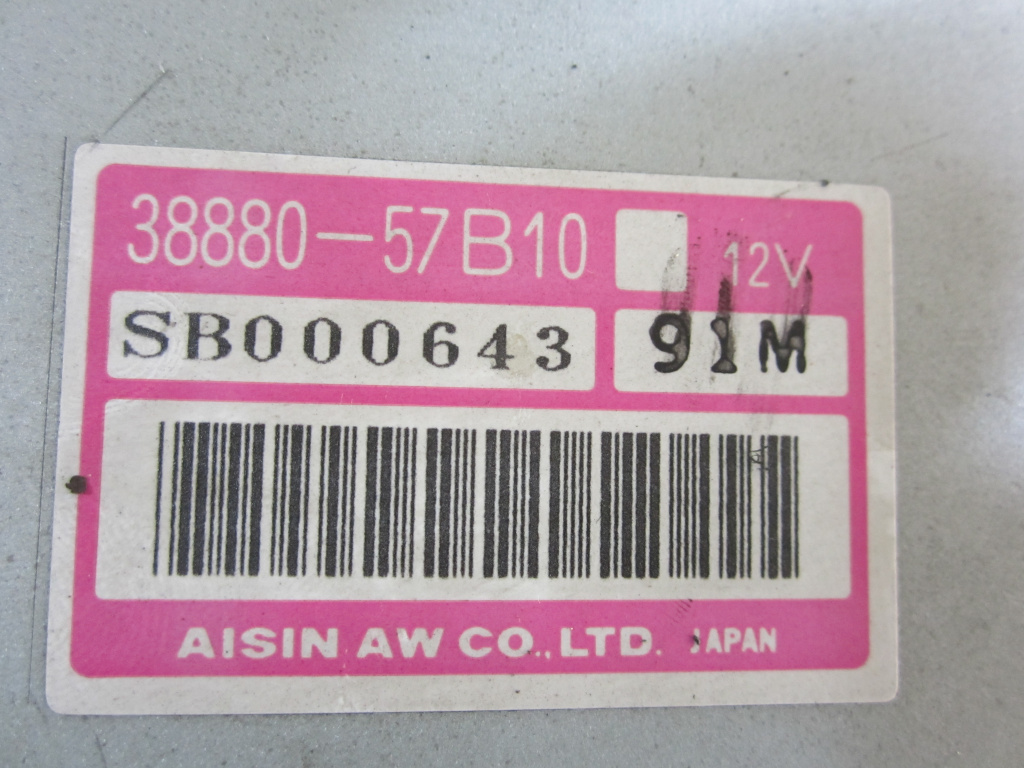 38880-57B10 12V
SB000643 91M
AISIN AW CO., LTD. JAPAN